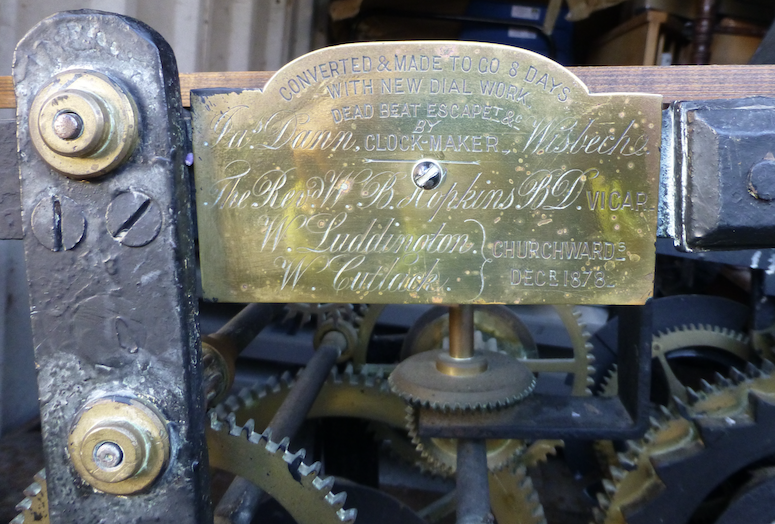 CONVERTED & MADE TO GO 8 DAYS
WITH NEW DIAL WORK
DEAD BEAT ESCAPET. &c.
BY
Jas. Dann, CLOCK-MAKER, Wisbech.
The Revd. W. B. Hopkins, B.D. VICAR.
W. Luddington.
W. Cutlack.
CHURCHWARDS.
DECR. 1878.